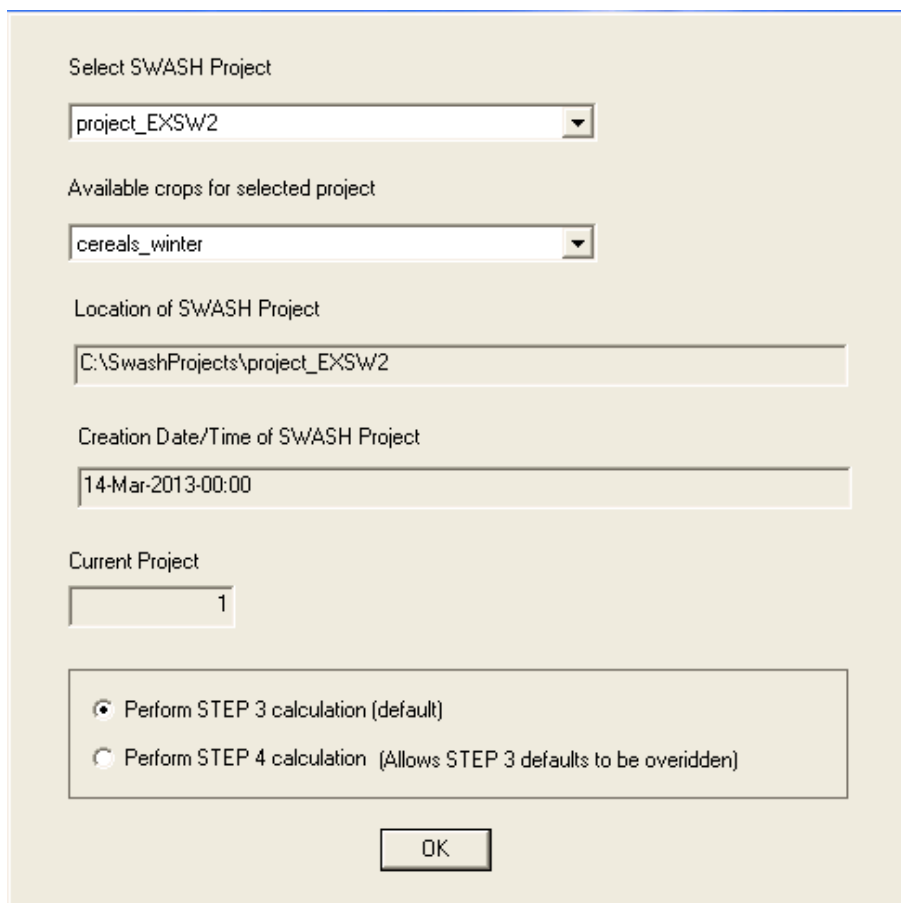 Select SWASH Project
project_EXSW2
Available crops for selected project
cereals_winter
Location of SWASH Project
C:\SwashProjects\project_EXSW2
Creation Date/Time of SWASH Project
14-Mar-2013-00:00
Current Project
1
Perform STEP 3 calculation (default)
Perform STEP 4 calculation (Allows STEP 3 defaults to be overidden)
OK